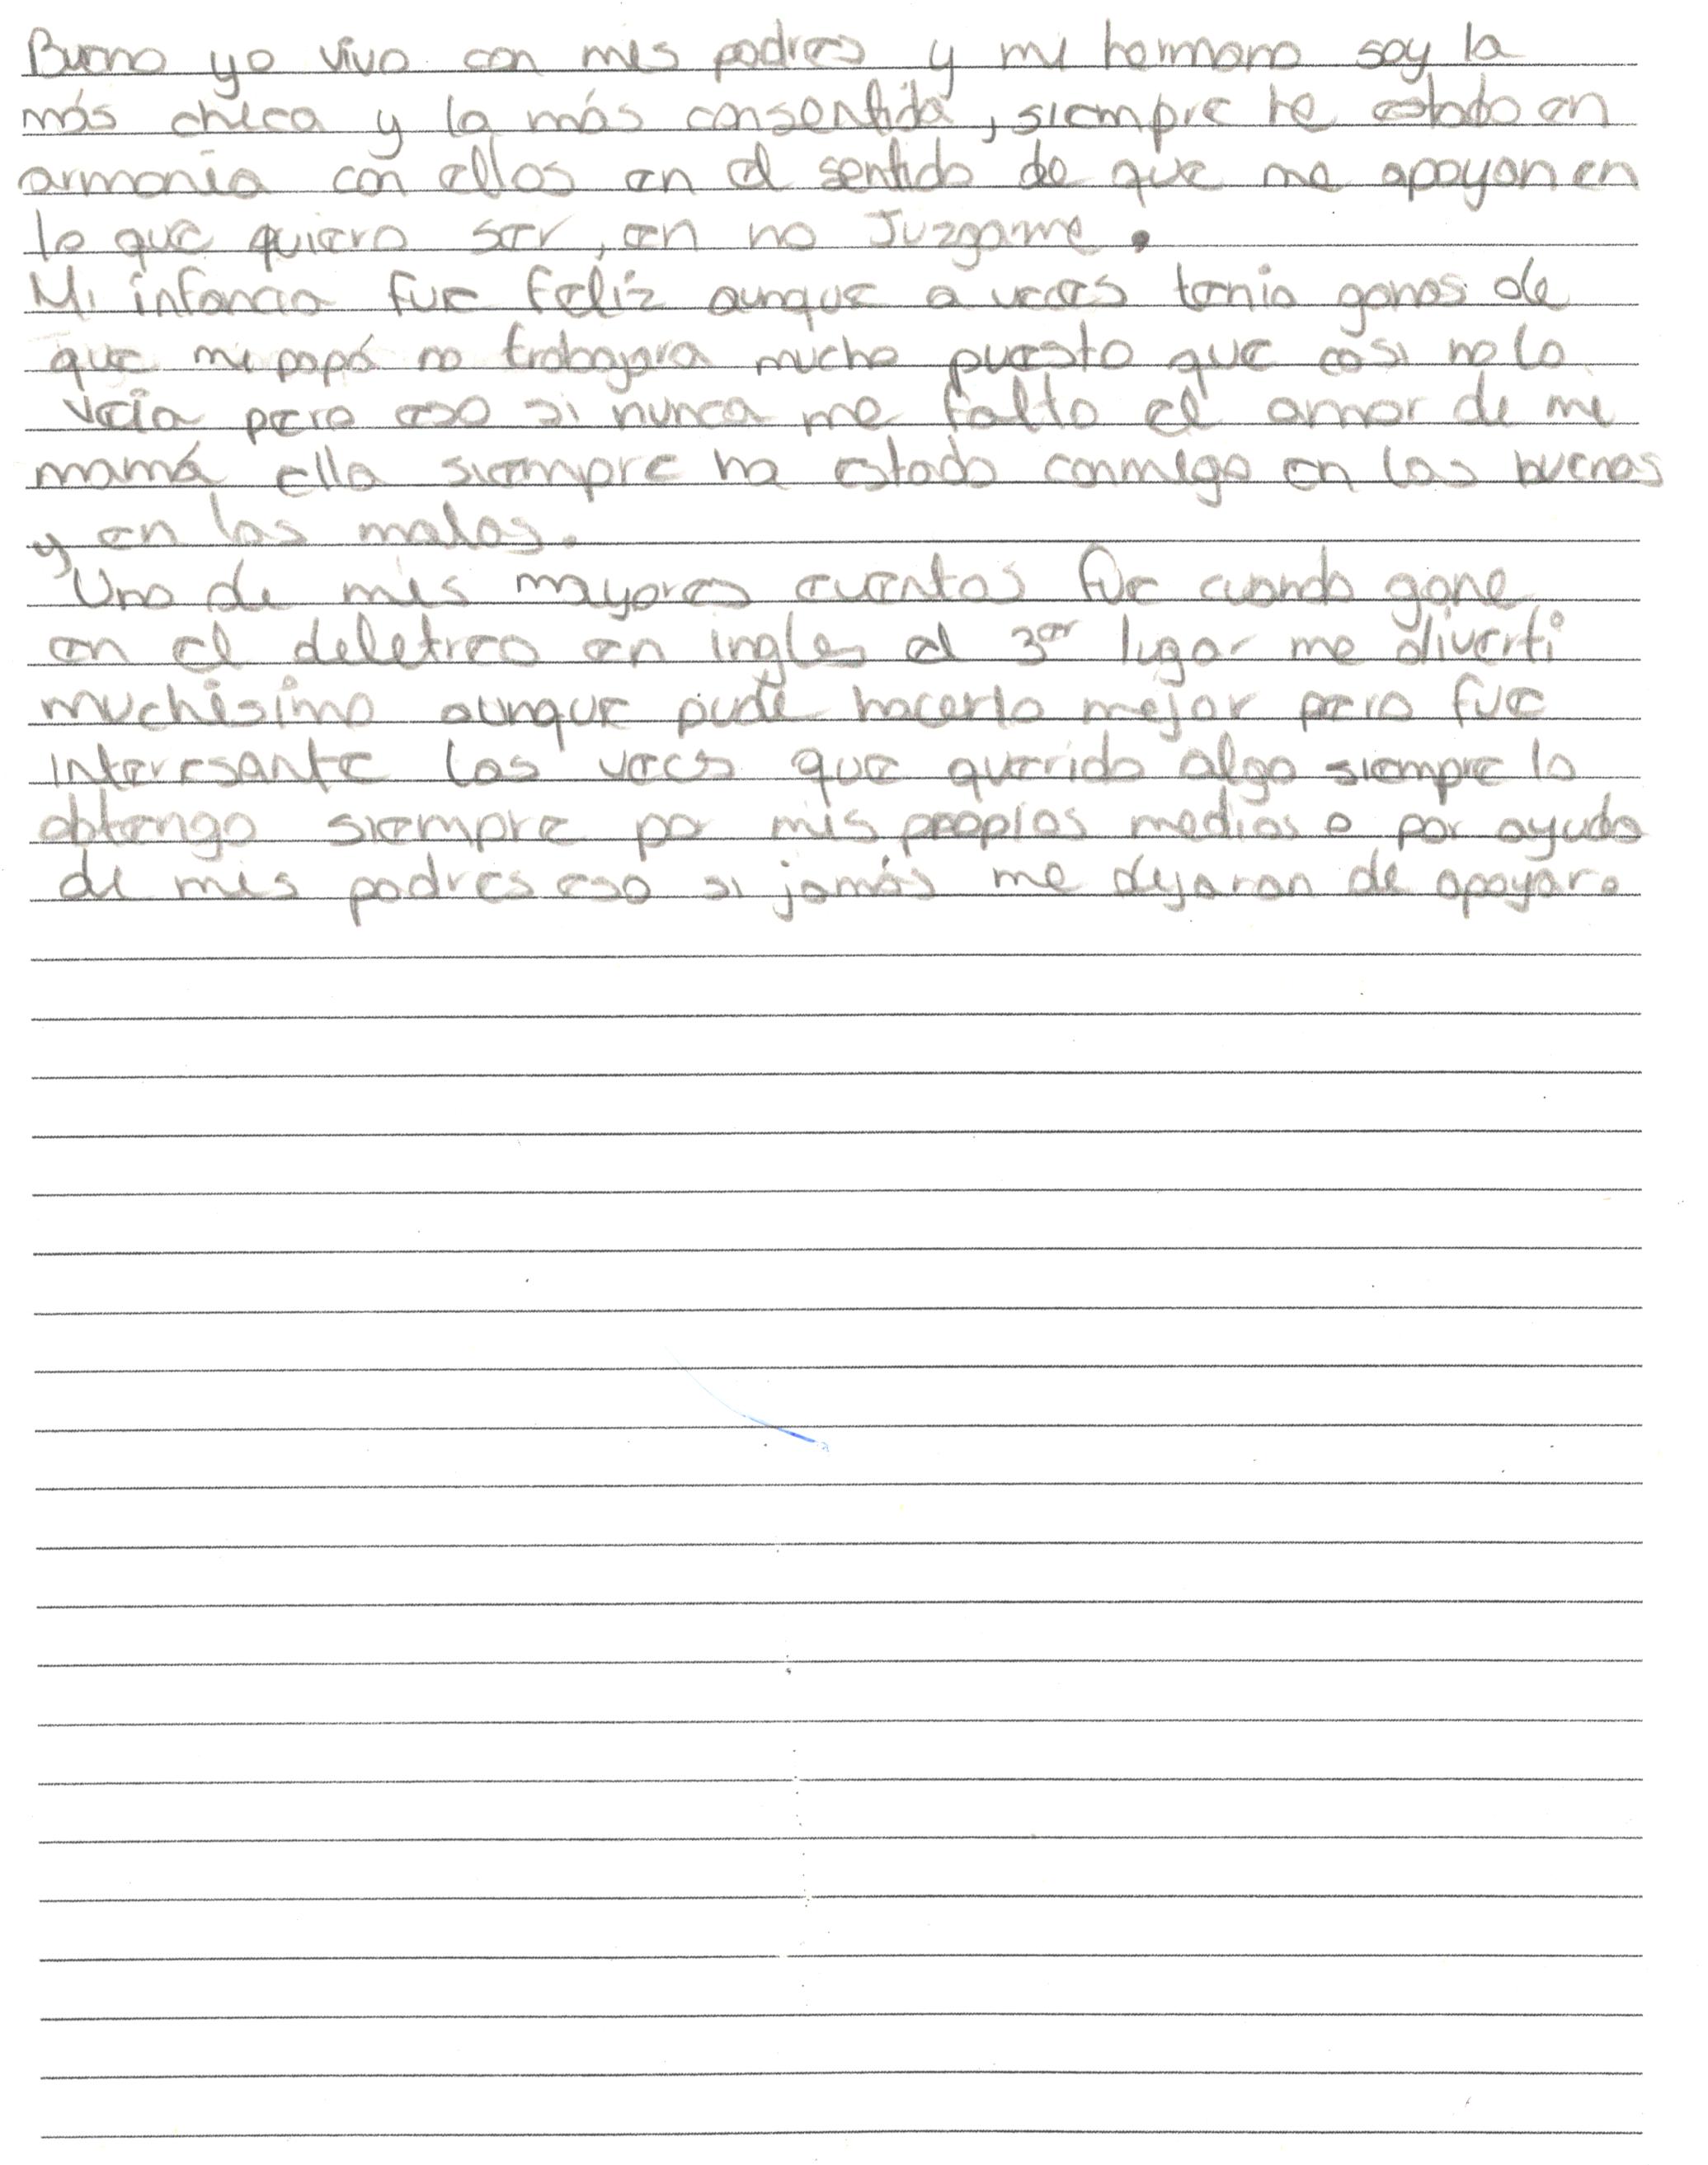 Bueno yo vivo con mis padres y mi hermano soy la
más chica y la más consentida, siempre he estado en
armonia con ellos en el sentido de que me apoyan en
lo que quiero ser, en no Juzgame.
Mi infancia fue feliz aunque a veces tenia ganas de
que mi papá no trabajara mucho puesto que casi no lo
veia pero eso si nunca me falto el amor de mi
mamá ella siempre ha estado conmigo en las buenas
y en las malas.
Uno de mis mayores eventos fue cuando gane
en el deletreo en ingles el 3er lugar me diverti
muchisimo aunque pude hacerlo mejor pero fue
interesante las veces que querido algo siempre lo
obtengo siempre por mis propios medios o por ayuda
de mis padres eso si jamás me dejaran de apoyar.